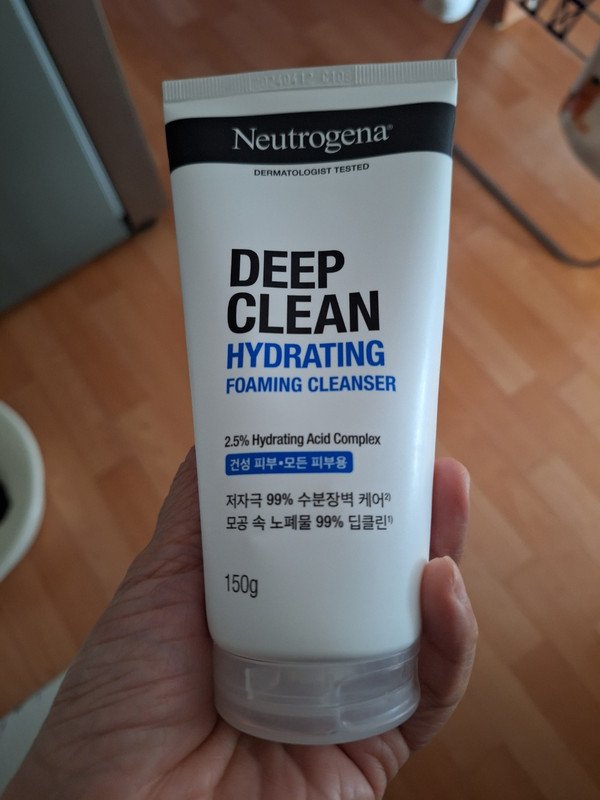 Neutrogena®
DERMATOLOGIST TESTED
DEEP
CLEAN
HYDRATING
FOAMING CLEANSER
2.5% Hydrating Acid Complex
건성 피부•모든 피부용
저자극 99% 수분장벽 케어²⁾
모공 속 노폐물 99% 딥클린¹⁾
150g